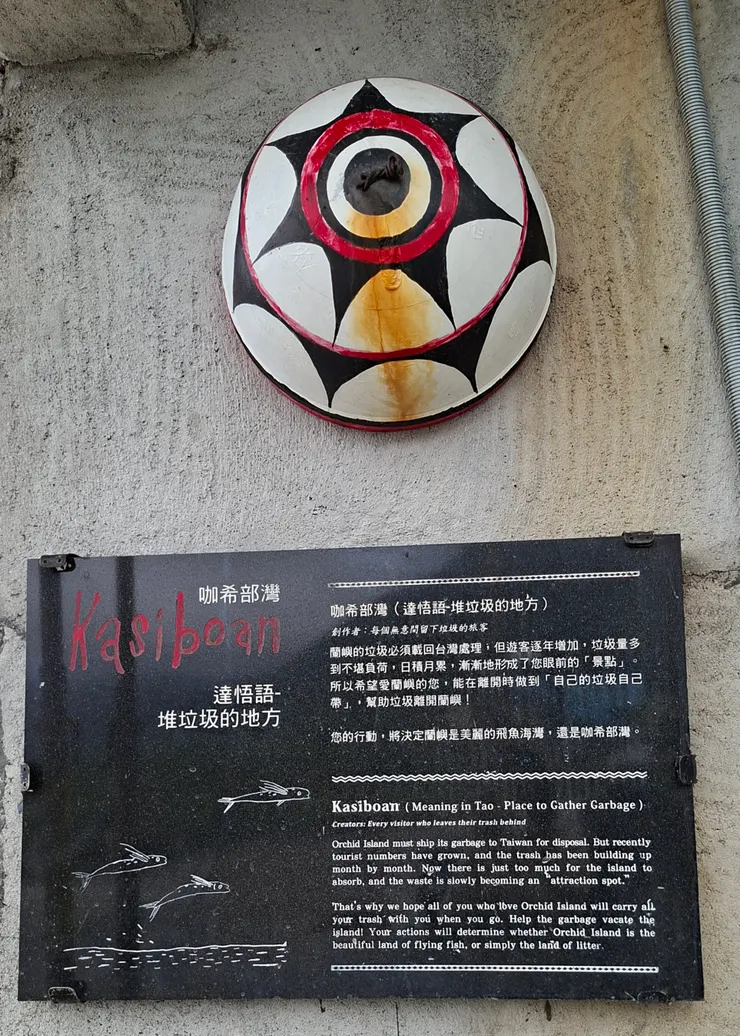 咖希部灣
Kasiboan
達悟語-
堆垃圾的地方
咖希部灣（達悟語-堆垃圾的地方）
創作者：每個無意間留下垃圾的旅客
蘭嶼的垃圾必須載回台灣處理，但遊客逐年增加，垃圾量多
到不堪負荷，日積月累，漸漸地形成了您眼前的「景點」。
所以希望愛蘭嶼的您，能在離開時做到「自己的垃圾自己
帶」，幫助垃圾離開蘭嶼！
您的行動，將決定蘭嶼是美麗的飛魚海灣，還是咖希部灣。
Kasiboan ( Meaning in Tao - Place to Gather Garbage )
Creators: Every visitor who leaves their trash behind
Orchid Island must ship its garbage to Taiwan for disposal. But recently
tourist numbers have grown, and the trash has been building up
month by month. Now there is just too much for the island to
absorb, and the waste is slowly becoming an "attraction spot."
That's why we hope all of you who love Orchid Island will carry all
your trash with you when you go. Help the garbage vacate the
island! Your actions will determine whether Orchid Island is the
beautiful land of flying fish, or simply the land of litter.